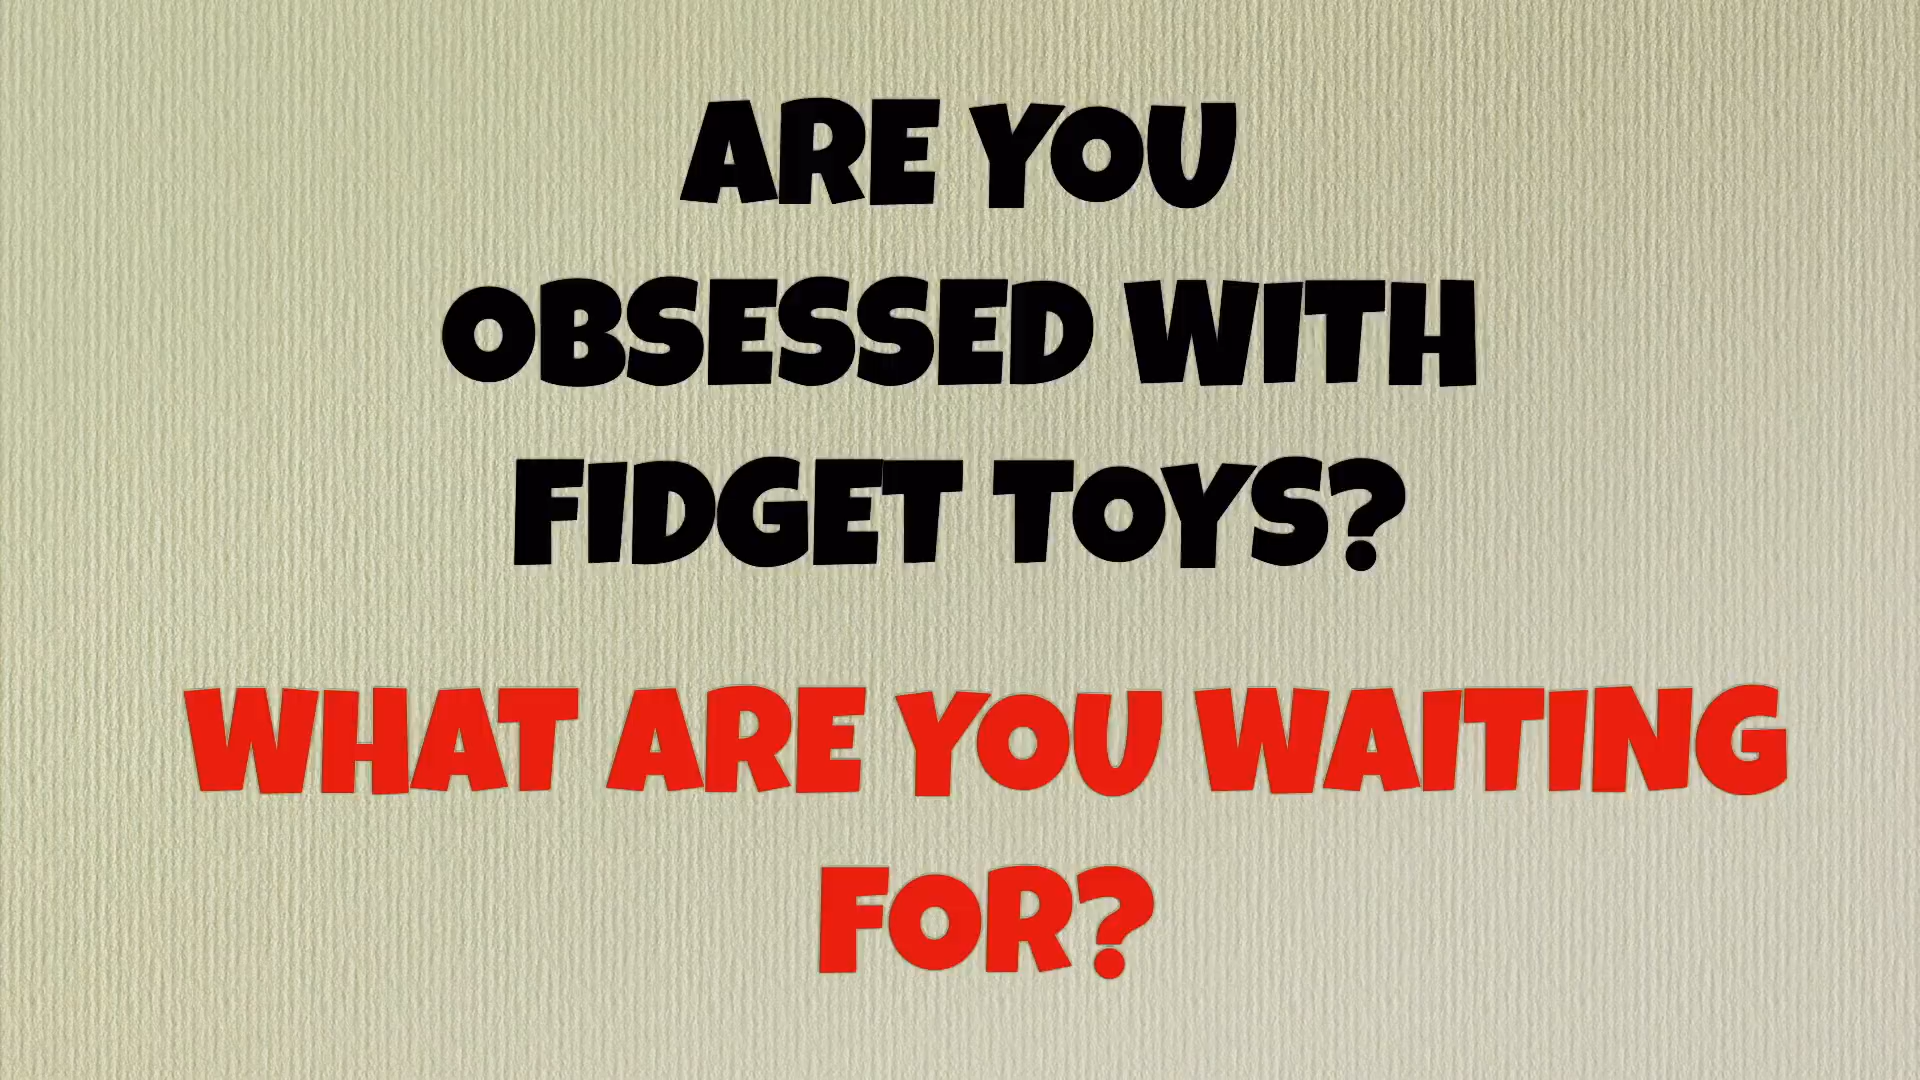 ARE YOU
OBSESSED WITH
FIDGET TOYS?
WHAT ARE YOU WAITING
FOR?